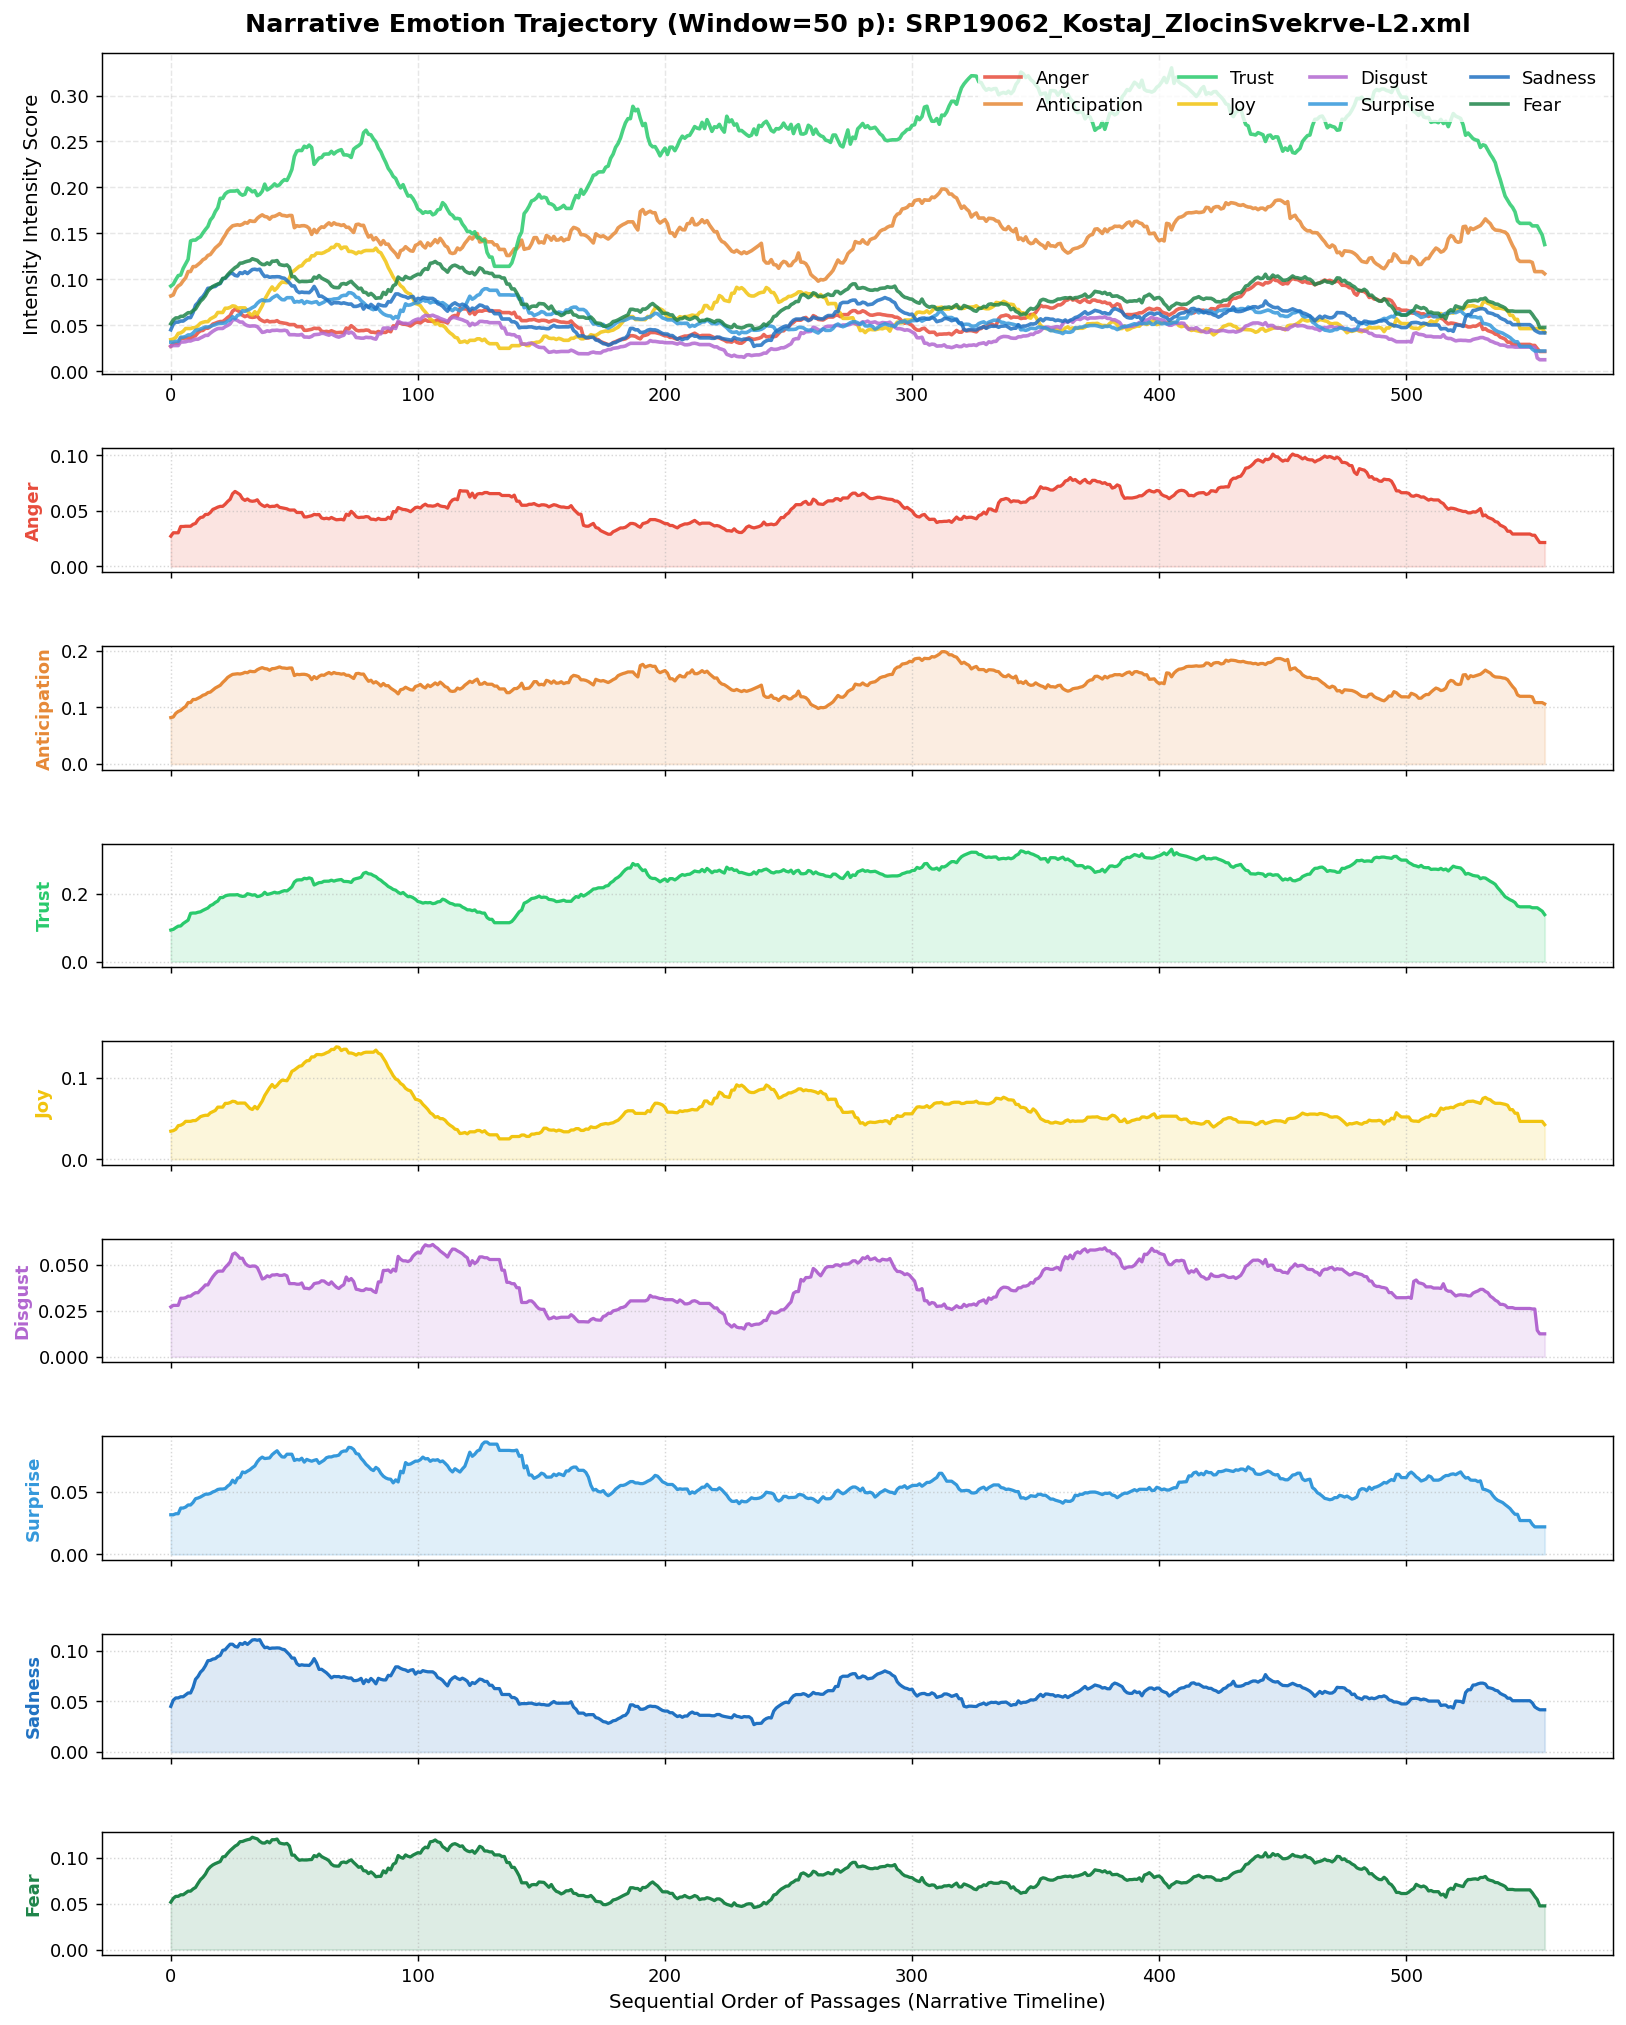 Narrative Emotion Trajectory (Window=50 p): SRP19062_KostaJ_ZlocinSvekrve-L2.xml
Intensity Intensity Score
0.30
0.25
0.20
0.15
0.10
0.05
0.00
Anger Trust Disgust Sadness
Anticipation Joy Surprise Fear
0 100 200 300 400 500
Anger
0.10
0.05
0.00
Anticipation
0.2
0.1
0.0
Trust
0.2
0.0
Joy
0.1
0.0
Disgust
0.050
0.025
0.000
Surprise
0.05
0.00
Sadness
0.10
0.05
0.00
Fear
0.10
0.05
0.00
0 100 200 300 400 500
Sequential Order of Passages (Narrative Timeline)